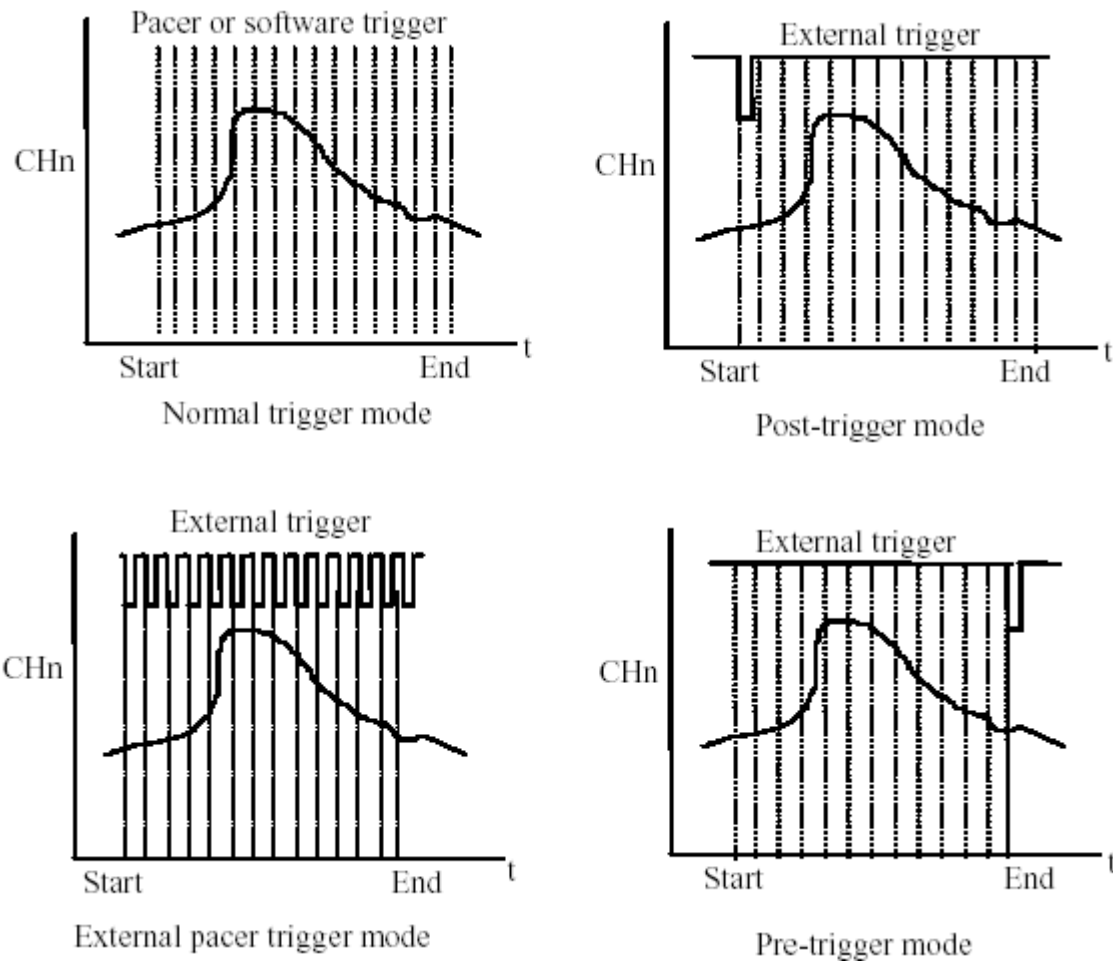 Pacer or software trigger
CHn
t
Start End
Normal trigger mode
External trigger
CHn
t
Start End
Post-trigger mode
External trigger
CHn
t
Start End
External pacer trigger mode
External trigger
CHn
t
Start End
Pre-trigger mode